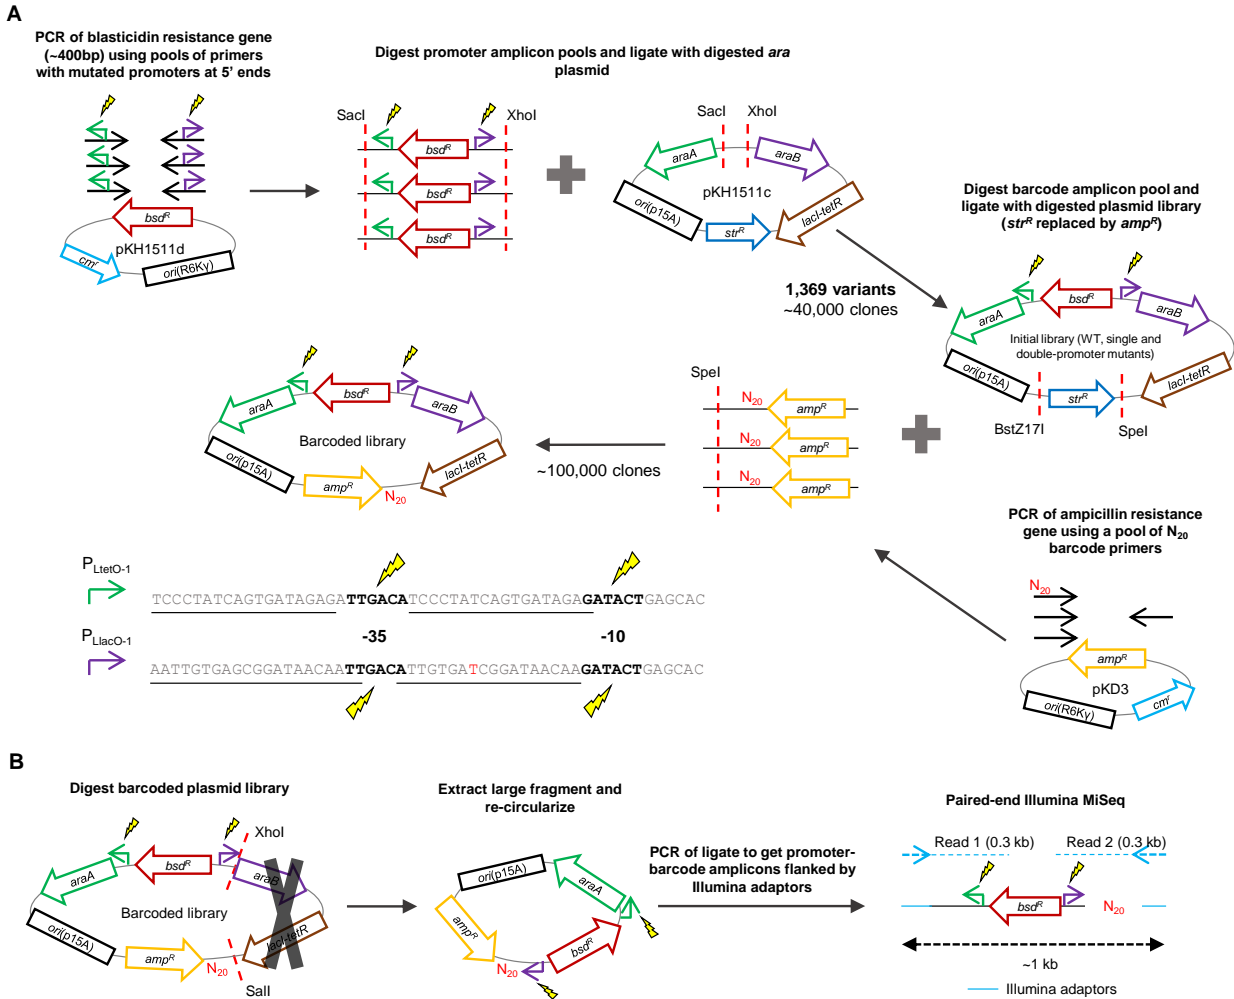 A
PCR of blasticidin resistance gene
(~400bp) using pools of primers
with mutated promoters at 5' ends
bsdR
pKH1511d
cmr
ori(R6Kγ)
Digest promoter amplicon pools and ligate with digested ara
plasmid
SacI
XhoI
bsdR
bsdR
bsdR
SacI
XhoI
araA
araB
pKH1511c
ori(p15A)
strR
lacI-tetR
1,369 variants
~40,000 clones
Digest barcode amplicon pool and
ligate with digested plasmid library
(strR replaced by ampR)
araA
bsdR
araB
Initial library (WT, single and
double-promoter mutants)
ori(p15A)
strR
lacI-tetR
BstZ17I
SpeI
PCR of ampicillin resistance
gene using a pool of N20
barcode primers
N20
ampR
pKD3
ori(R6Kγ)
cmr
SpeI
N20
ampR
N20
ampR
N20
ampR
~100,000 clones
araA
bsdR
araB
Barcoded library
ori(p15A)
ampR
N20
lacI-tetR
PLtetO-1
TCCCTATCAGTGATAGAGATTGACATCCCTATCAGTGATAGAGATACTGAGCAC
-35
-10
PLlacO-1
AATTGTGAGCGGATAACAATTGACATTGTGATCGGATAACAAGATACTGAGCAC
B
Digest barcoded plasmid library
XhoI
araA
bsdR
araB
Barcoded library
ori(p15A)
ampR
N20
lacI-tetR
SalI
Extract large fragment and
re-circularize
ori(p15A)
araA
ampR
bsdR
N20
PCR of ligate to get promoter-
barcode amplicons flanked by
Illumina adaptors
Paired-end Illumina MiSeq
Read 1 (0.3 kb)
Read 2 (0.3 kb)
bsdR
N20
~1 kb
Illumina adaptors